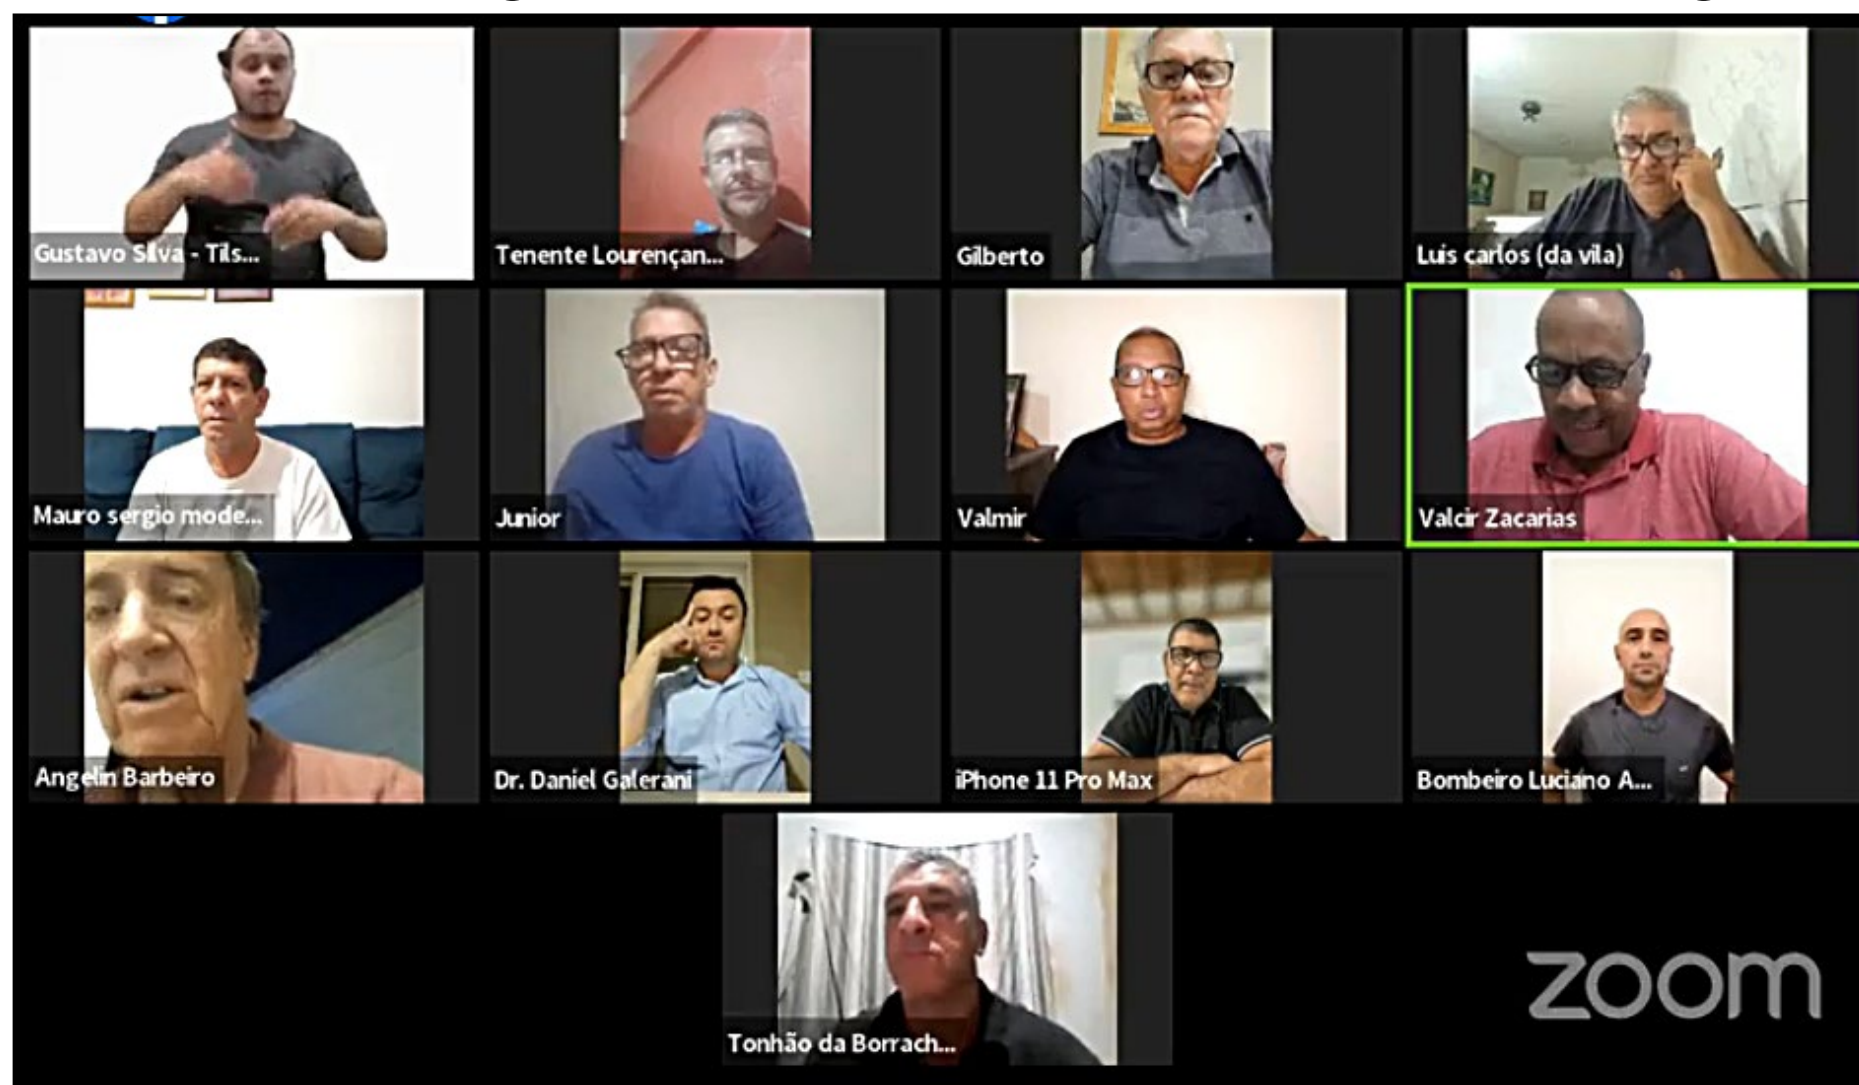 Gustavo Silva - Tils...
Tenente Lourençan...
Gilberto
Luis carlos (da vila)
Mauro sergio mode...
Junior
Valmir
Valcir Zacarias
Angelin Barbeiro
Dr. Daniel Galerani
iPhone 11 Pro Max
Bombeiro Luciano A...
Tonhão da Borrach...
zoom